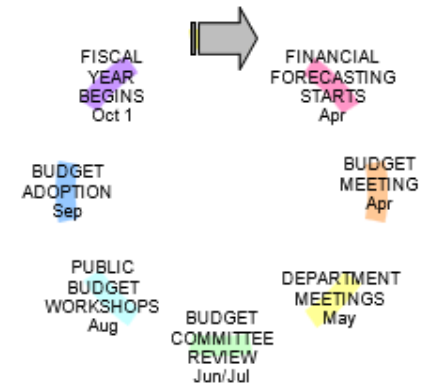 FINANCIAL
FORECASTING
STARTS
Apr
BUDGET
MEETING
Apr
DEPARTMENT
MEETINGS
May
BUDGET
COMMITTEE
REVIEW
Jun/Jul
PUBLIC
BUDGET
WORKSHOPS
Aug
BUDGET
ADOPTION
Sep
FISCAL
YEAR
BEGINS
Oct 1